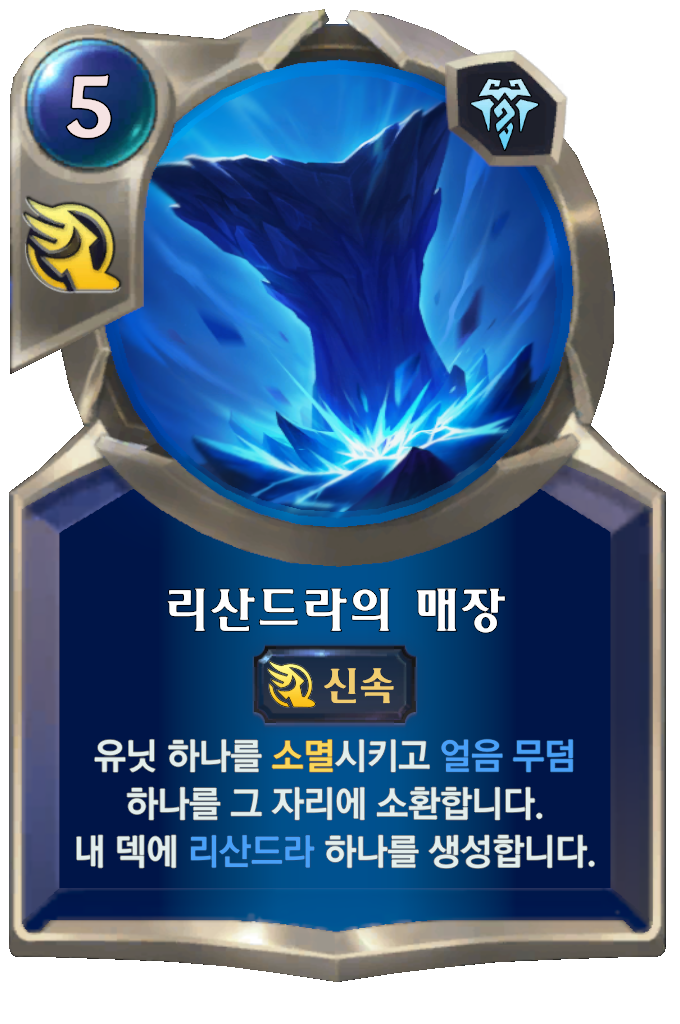 5
리산드라의 매장
신속
유닛 하나를 소멸시키고 얼음 무덤
하나를 그 자리에 소환합니다.
내 덱에 리산드라 하나를 생성합니다.